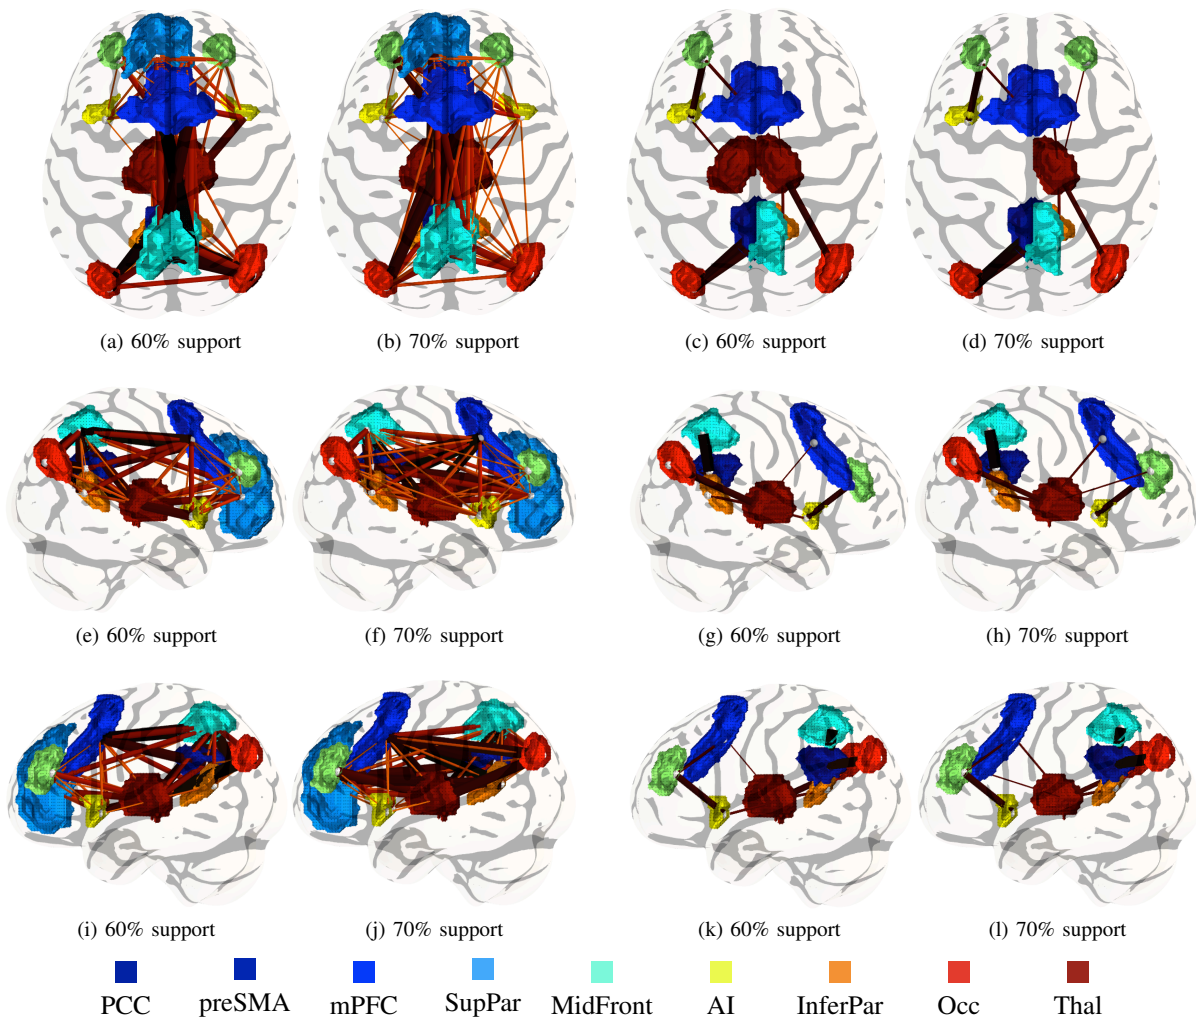 (a) 60% support
(b) 70% support
(c) 60% support
(d) 70% support
(e) 60% support
(f) 70% support
(g) 60% support
(h) 70% support
(i) 60% support
(j) 70% support
(k) 60% support
(l) 70% support
PCC
preSMA
mPFC
SupPar
MidFront
AI
InferPar
Occ
Thal